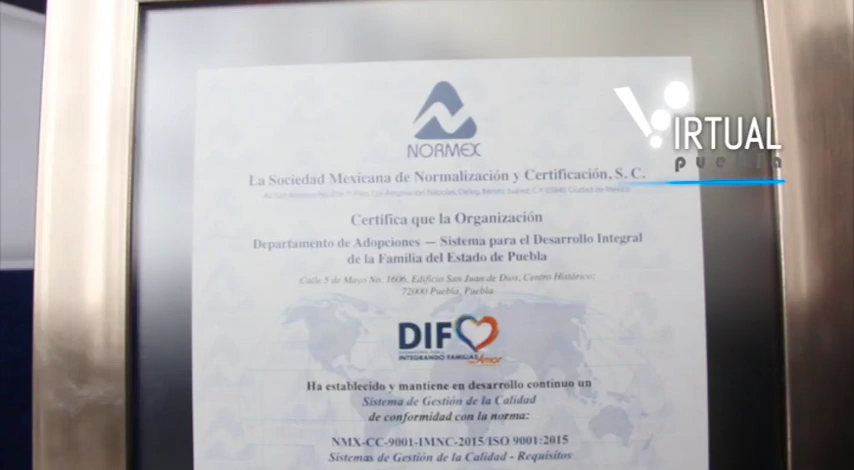 NORMEX
La Sociedad Mexicana de Normalización y Certificación, S. C.
Certifica que la Organización
Departamento de Adopciones — Sistema para el Desarrollo Integral
de la Familia del Estado de Puebla
Calle 5 de Mayo No. 1606, Edificio San Juan de Dios, Centro Histórico;
72000 Puebla, Puebla
DIF
INTEGRANDO FAMILIAS
Amor
Ha establecido y mantiene en desarrollo continuo un
Sistema de Gestión de la Calidad
de conformidad con la norma:
NMX-CC-9001-IMNC-2015/ISO 9001:2015
Sistemas de Gestión de la Calidad - Requisitos
VIRTUAL
puebla